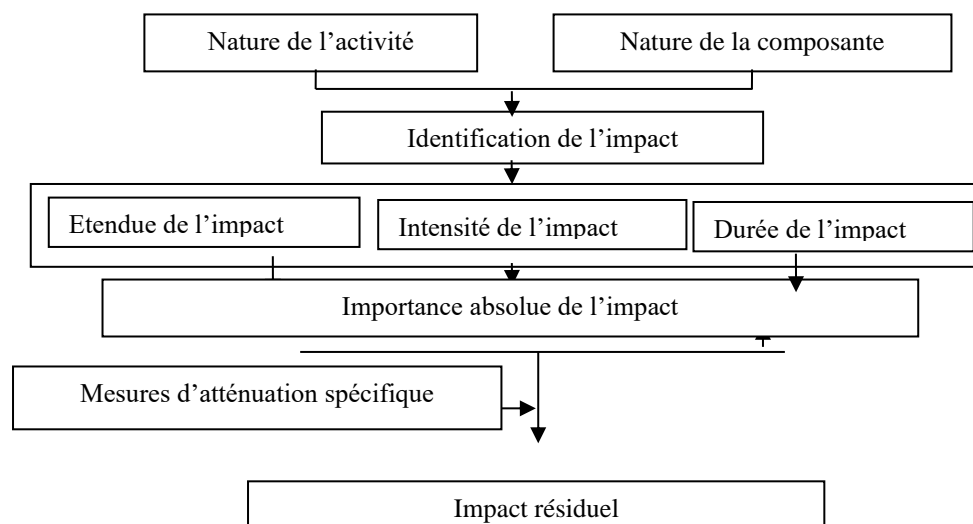 Nature de l’activité
Nature de la composante
Identification de l’impact
Etendue de l’impact
Intensité de l’impact
Durée de l’impact
Importance absolue de l’impact
Mesures d’atténuation spécifique
Impact résiduel